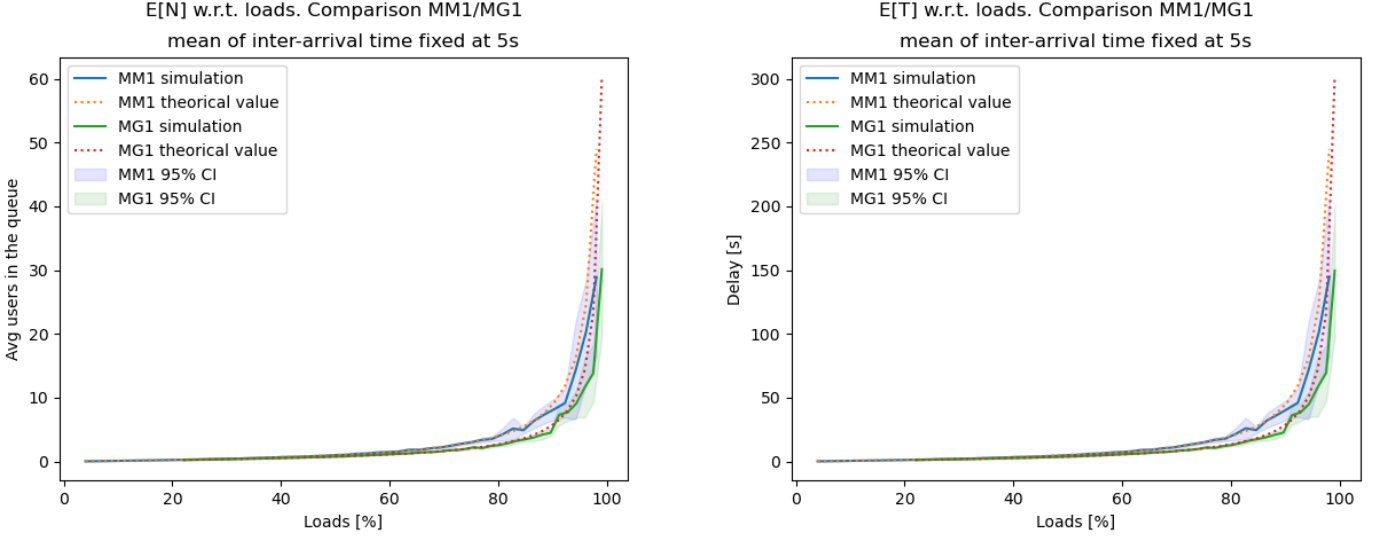 E[N] w.r.t. loads. Comparison MM1/MG1
mean of inter-arrival time fixed at 5s
MM1 simulation
MM1 theorical value
MG1 simulation
MG1 theorical value
MM1 95% CI
MG1 95% CI
Avg users in the queue
60
50
40
30
20
10
0
0 20 40 60 80 100
Loads [%]
E[T] w.r.t. loads. Comparison MM1/MG1
mean of inter-arrival time fixed at 5s
MM1 simulation
MM1 theorical value
MG1 simulation
MG1 theorical value
MM1 95% CI
MG1 95% CI
Delay [s]
300
250
200
150
100
50
0
0 20 40 60 80 100
Loads [%]